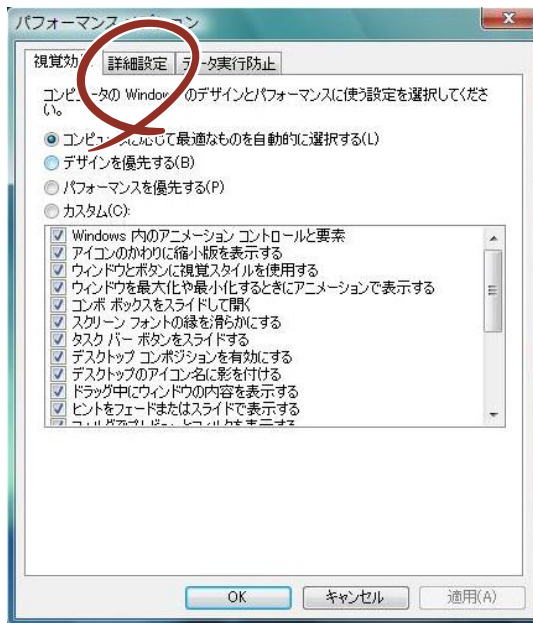 パフォーマンス
視覚効 詳細設定 データ実行防止
コンピュータの Windows のデザインとパフォーマンスに使う設定を選択してくださ
い。
コンピュータに応じて最適なものを自動的に選択する(L)
デザインを優先する(B)
パフォーマンスを優先する(P)
カスタム(C):
Windows 内のアニメーション コントロールと要素
アイコンのかわりに縮小版を表示する
ウィンドウとボタンに視覚スタイルを使用する
ウィンドウを最大化や最小化するときにアニメーションで表示する
コンボ ボックスをスライドして開く
スクリーン フォントの縁を滑らかにする
タスク バー ボタンをスライドする
デスクトップ コンポジションを有効にする
デスクトップのアイコン名に影を付ける
ドラッグ中にウィンドウの内容を表示する
ヒントをフェードまたはスライドで表示する
OK キャンセル 適用(A)